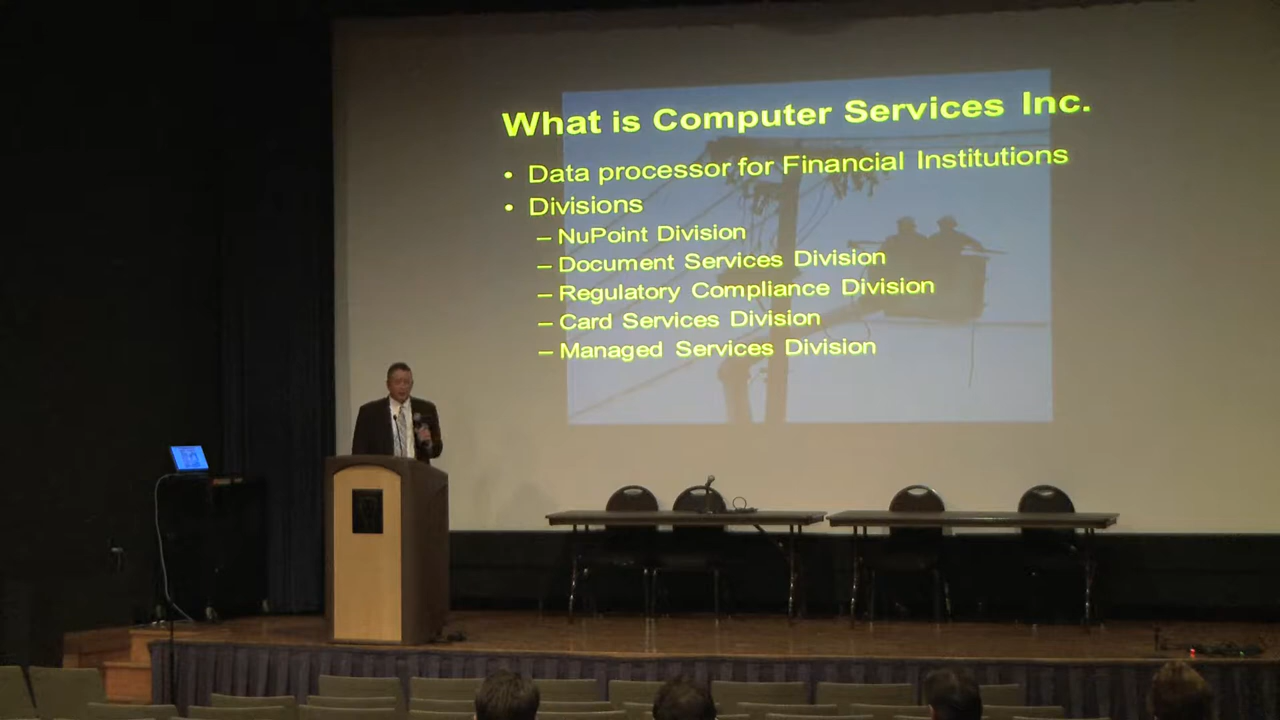 What is Computer Services Inc.
• Data processor for Financial Institutions
• Divisions
– NuPoint Division
– Document Services Division
– Regulatory Compliance Division
– Card Services Division
– Managed Services Division